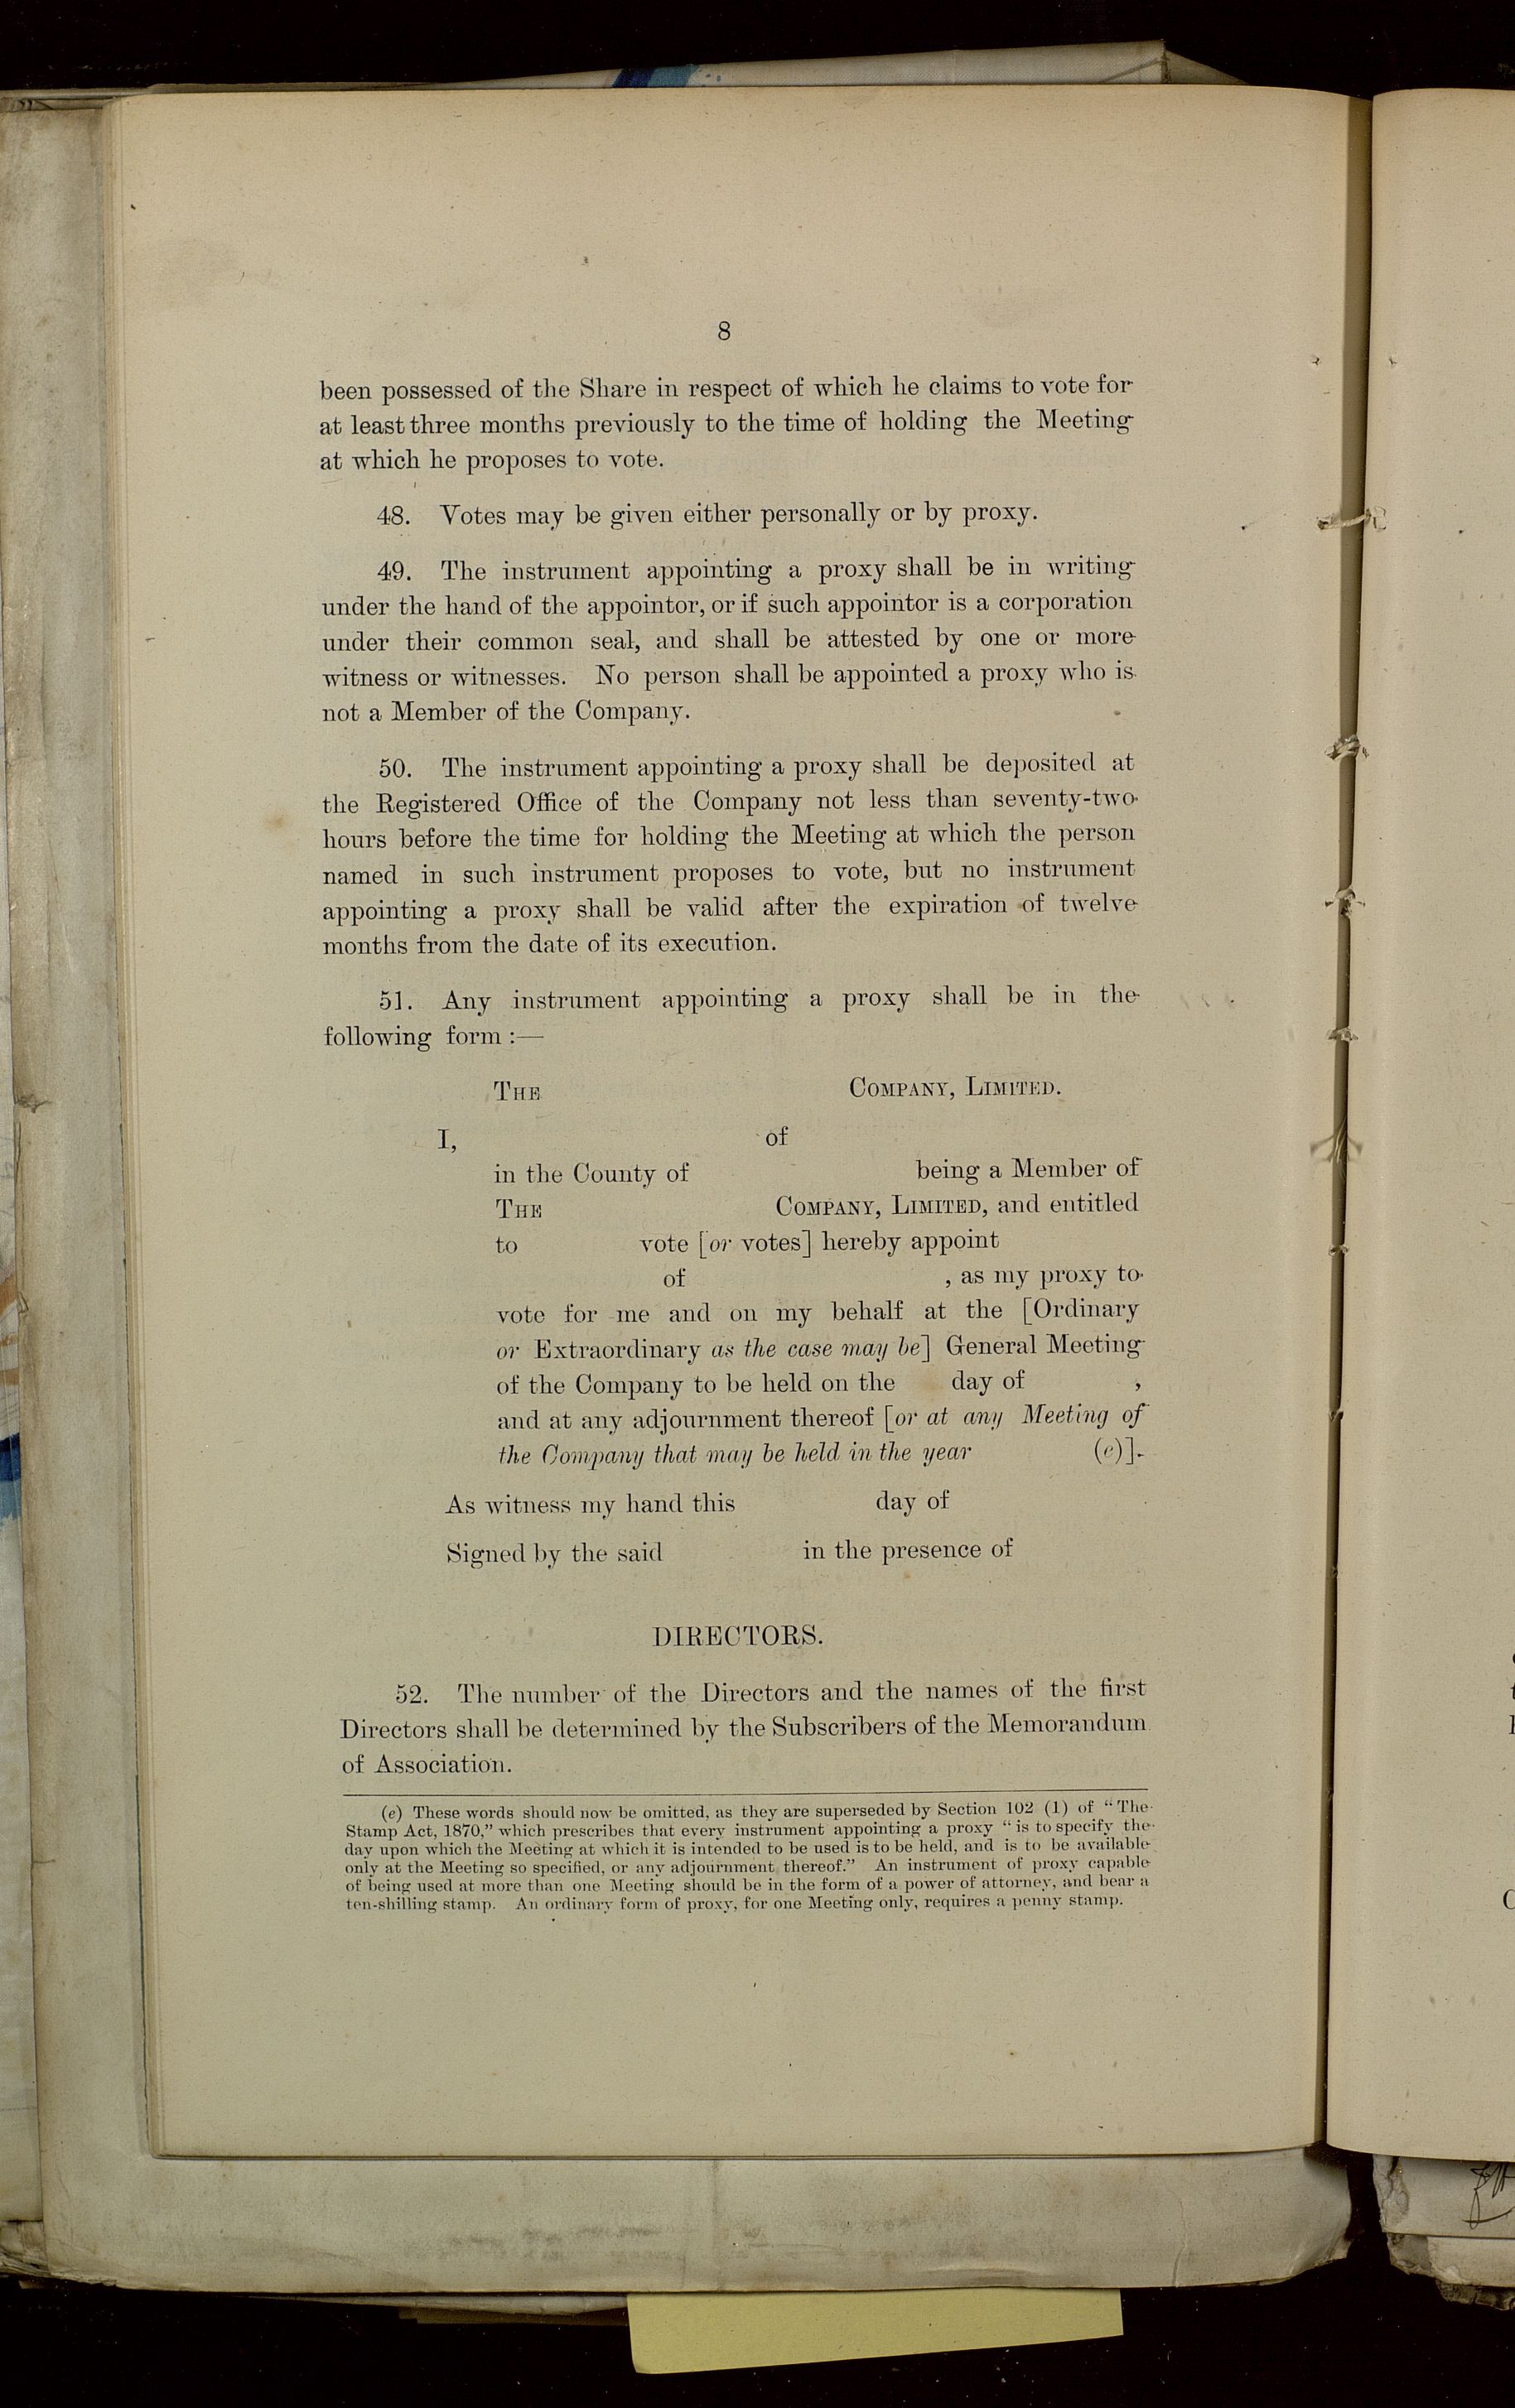 8
been possessed of the Share in respect of which he claims to vote for
at least three months previously to the time of holding the Meeting
at which he proposes to vote.
48. Votes may be given either personally or by proxy.
49. The instrument appointing a proxy shall be in writing
under the hand of the appointor, or if such appointor is a corporation
under their common seal, and shall be attested by one or more
witness or witnesses. No person shall be appointed a proxy who is
not a Member of the Company.
50. The instrument appointing a proxy shall be deposited at
the Registered Office of the Company not less than seventy-two
hours before the time for holding the Meeting at which the person
named in such instrument proposes to vote, but no instrument
appointing a proxy shall be valid after the expiration of twelve
months from the date of its execution.
51. Any instrument appointing a proxy shall be in the
following form :—
THE COMPANY, LIMITED.
I, of
in the County of being a Member of
THE COMPANY, LIMITED, and entitled
to vote [or votes] hereby appoint
of , as my proxy to
vote for me and on my behalf at the [Ordinary
or Extraordinary as the case may be] General Meeting
of the Company to be held on the day of ,
and at any adjournment thereof [or at any Meeting of
the Company that may be held in the year (e)].
As witness my hand this day of
Signed by the said in the presence of
DIRECTORS.
52. The number of the Directors and the names of the first
Directors shall be determined by the Subscribers of the Memorandum
of Association.
(e) These words should now be omitted, as they are superseded by Section 102 (1) of "The
Stamp Act, 1870," which prescribes that every instrument appointing a proxy "is to specify the
day upon which the Meeting at which it is intended to be used is to be held, and is to be available
only at the Meeting so specified, or any adjournment thereof." An instrument of proxy capable
of being used at more than one Meeting should be in the form of a power of attorney, and bear a
ten-shilling stamp. An ordinary form of proxy, for one Meeting only, requires a penny stamp.